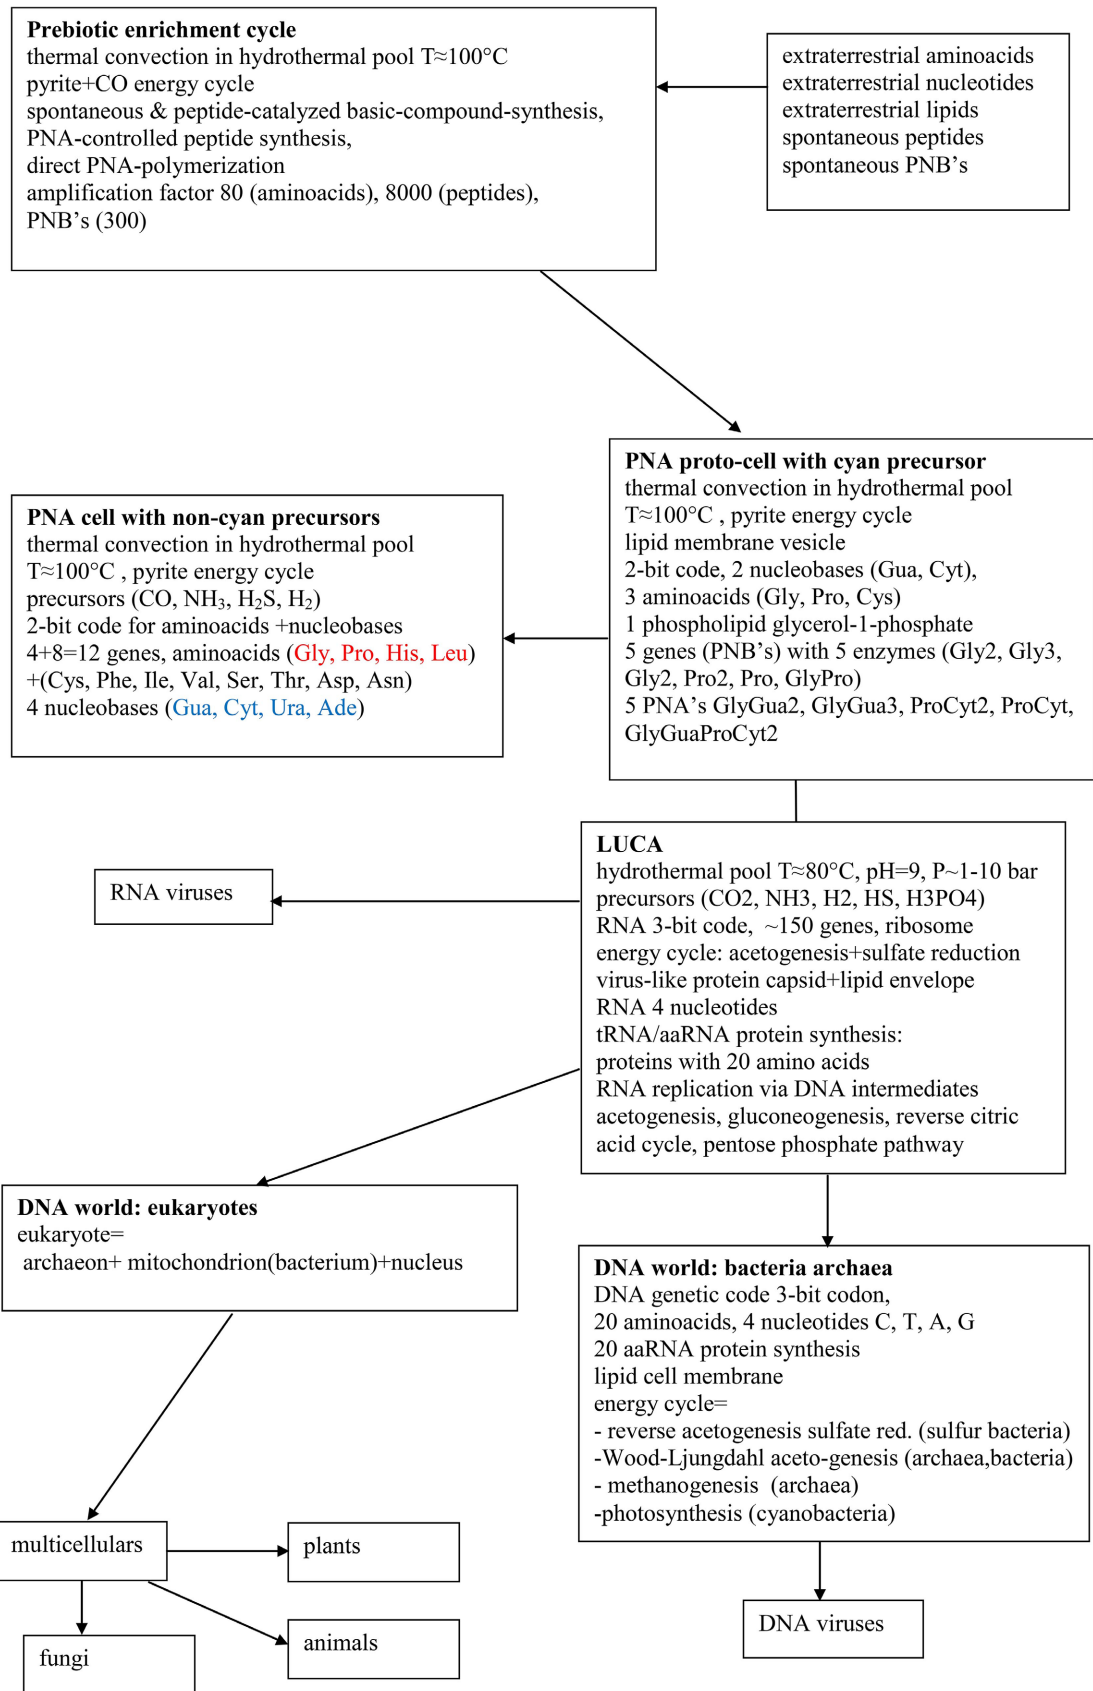 Prebiotic enrichment cycle
thermal convection in hydrothermal pool T≈100°C
pyrite+CO energy cycle
spontaneous & peptide-catalyzed basic-compound-synthesis,
PNA-controlled peptide synthesis,
direct PNA-polymerization
amplification factor 80 (aminoacids), 8000 (peptides),
PNB’s (300)
extraterrestrial aminoacids
extraterrestrial nucleotides
extraterrestrial lipids
spontaneous peptides
spontaneous PNB’s
PNA proto-cell with cyan precursor
thermal convection in hydrothermal pool
T≈100°C , pyrite energy cycle
lipid membrane vesicle
2-bit code, 2 nucleobases (Gua, Cyt),
3 aminoacids (Gly, Pro, Cys)
1 phospholipid glycerol-1-phosphate
5 genes (PNB’s) with 5 enzymes (Gly2, Gly3,
Gly2, Pro2, Pro, GlyPro)
5 PNA’s GlyGua2, GlyGua3, ProCyt2, ProCyt,
GlyGuaProCyt2
PNA cell with non-cyan precursors
thermal convection in hydrothermal pool
T≈100°C , pyrite energy cycle
precursors (CO, NH₃, H₂S, H₂)
2-bit code for aminoacids +nucleobases
4+8=12 genes, aminoacids (Gly, Pro, His, Leu)
+(Cys, Phe, Ile, Val, Ser, Thr, Asp, Asn)
4 nucleobases (Gua, Cyt, Ura, Ade)
LUCA
hydrothermal pool T≈80°C, pH=9, P~1-10 bar
precursors (CO2, NH3, H2, HS, H3PO4)
RNA 3-bit code, ~150 genes, ribosome
energy cycle: acetogenesis+sulfate reduction
virus-like protein capsid+lipid envelope
RNA 4 nucleotides
tRNA/aaRNA protein synthesis:
proteins with 20 amino acids
RNA replication via DNA intermediates
acetogenesis, gluconeogenesis, reverse citric
acid cycle, pentose phosphate pathway
RNA viruses
DNA world: eukaryotes
eukaryote=
archaeon+ mitochondrion(bacterium)+nucleus
DNA world: bacteria archaea
DNA genetic code 3-bit codon,
20 aminoacids, 4 nucleotides C, T, A, G
20 aaRNA protein synthesis
lipid cell membrane
energy cycle=
- reverse acetogenesis sulfate red. (sulfur bacteria)
-Wood-Ljungdahl aceto-genesis (archaea,bacteria)
- methanogenesis (archaea)
-photosynthesis (cyanobacteria)
multicellulars
plants
animals
fungi
DNA viruses